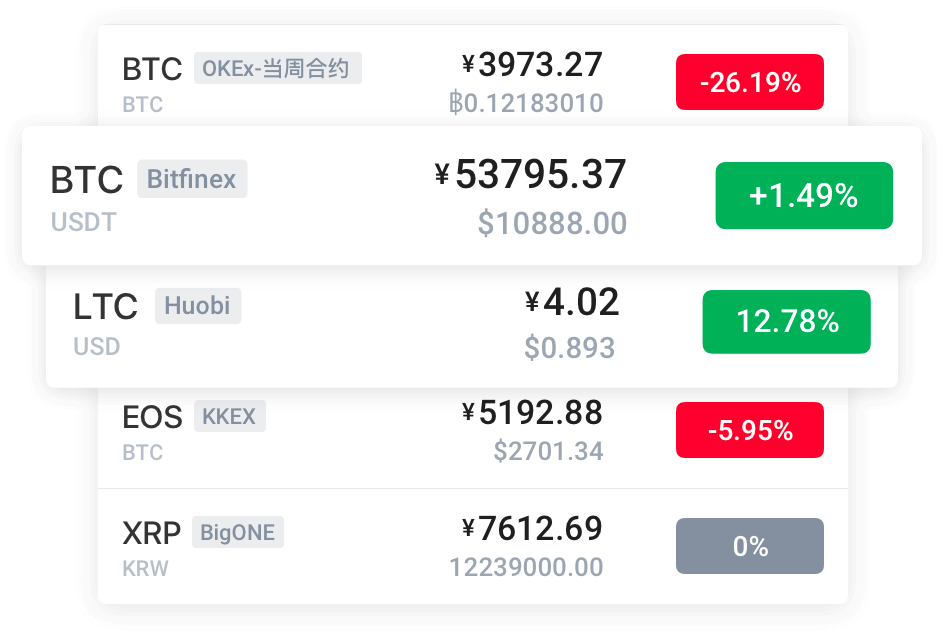 BTC OKEx-当周合约 ¥3973.27 -26.19%
BTC ฿0.12183010
BTC Bitfinex ¥53795.37 +1.49%
USDT $10888.00
LTC Huobi ¥4.02 12.78%
USD $0.893
EOS KKEX ¥5192.88 -5.95%
BTC $2701.34
XRP BigONE ¥7612.69 0%
KRW 12239000.00